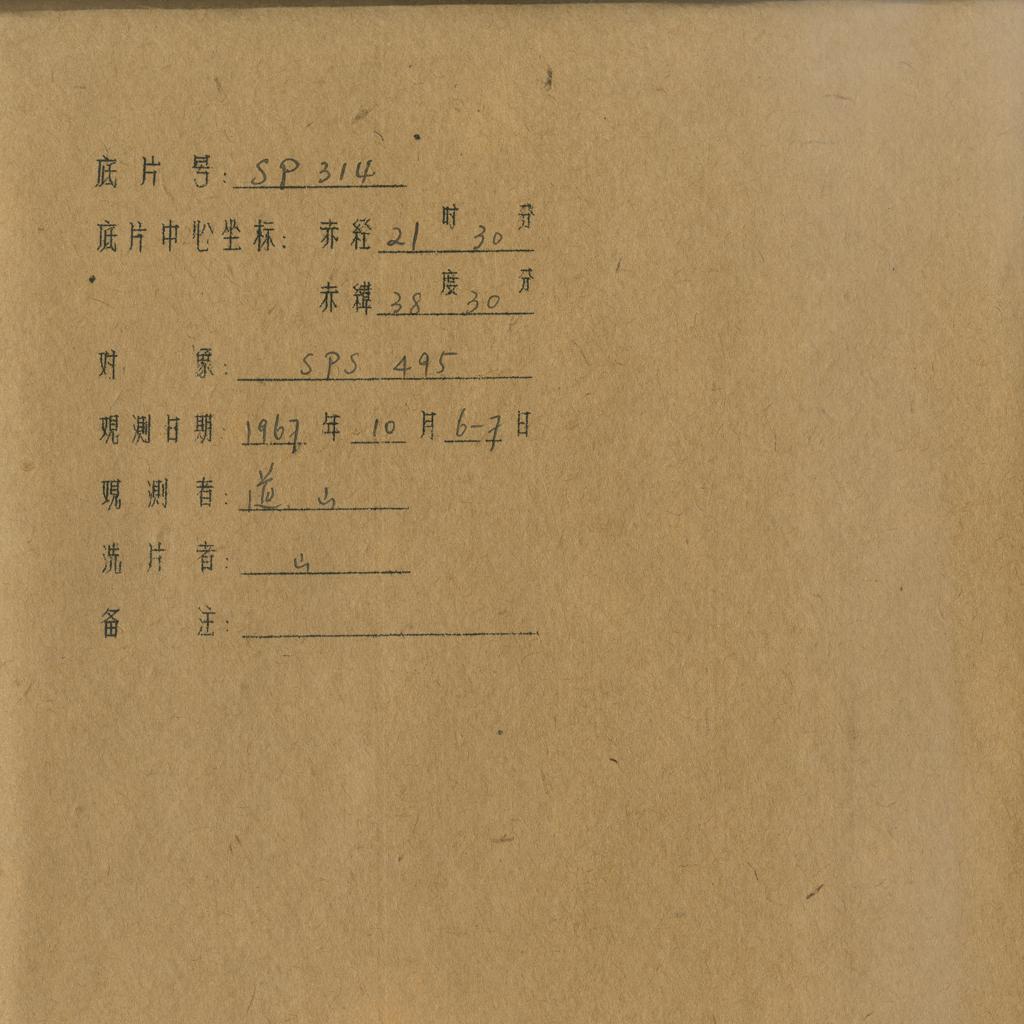 底片号: SP 314
底片中心坐标: 赤经 21 时 30 分
赤纬 38 度 30 分
对象: SPS 495
观测日期 1967 年 10 月 6-7 日
观测者: 道 山
洗片者: 山
备注: